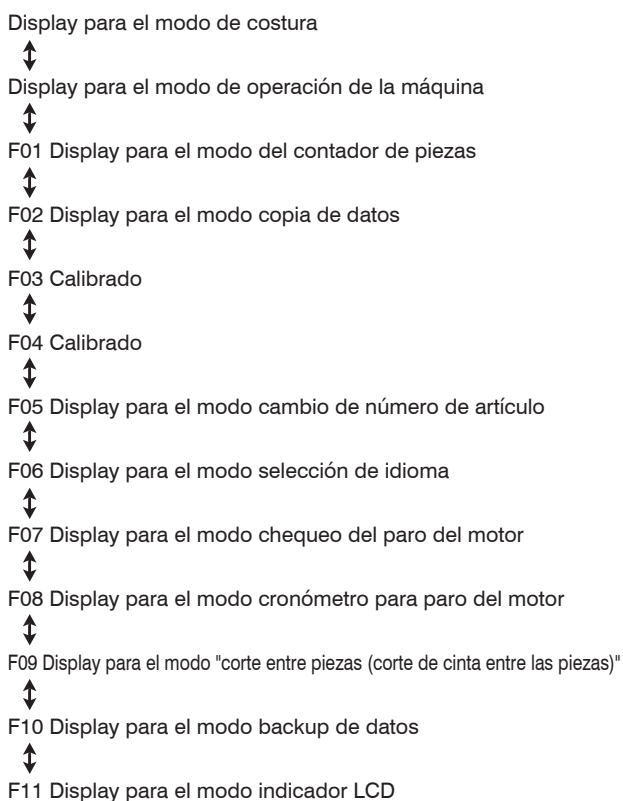 Display para el modo de costura
Display para el modo de operación de la máquina
F01 Display para el modo del contador de piezas
F02 Display para el modo copia de datos
F03 Calibrado
F04 Calibrado
F05 Display para el modo cambio de número de artículo
F06 Display para el modo selección de idioma
F07 Display para el modo chequeo del paro del motor
F08 Display para el modo cronómetro para paro del motor
F09 Display para el modo "corte entre piezas (corte de cinta entre las piezas)"
F10 Display para el modo backup de datos
F11 Display para el modo indicador LCD